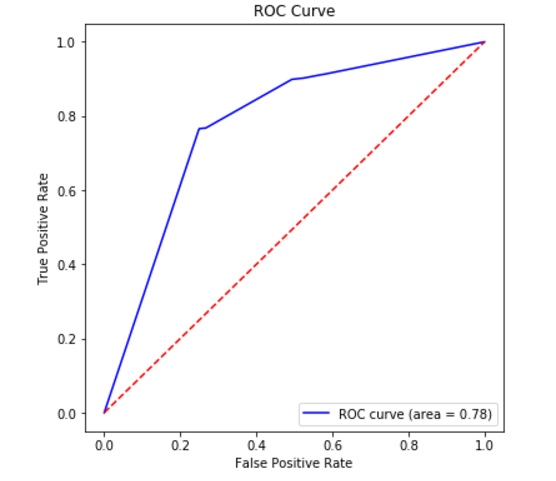 ROC Curve
1.0
0.8
0.6
0.4
0.2
0.0
True Positive Rate
ROC curve (area = 0.78)
0.0 0.2 0.4 0.6 0.8 1.0
False Positive Rate